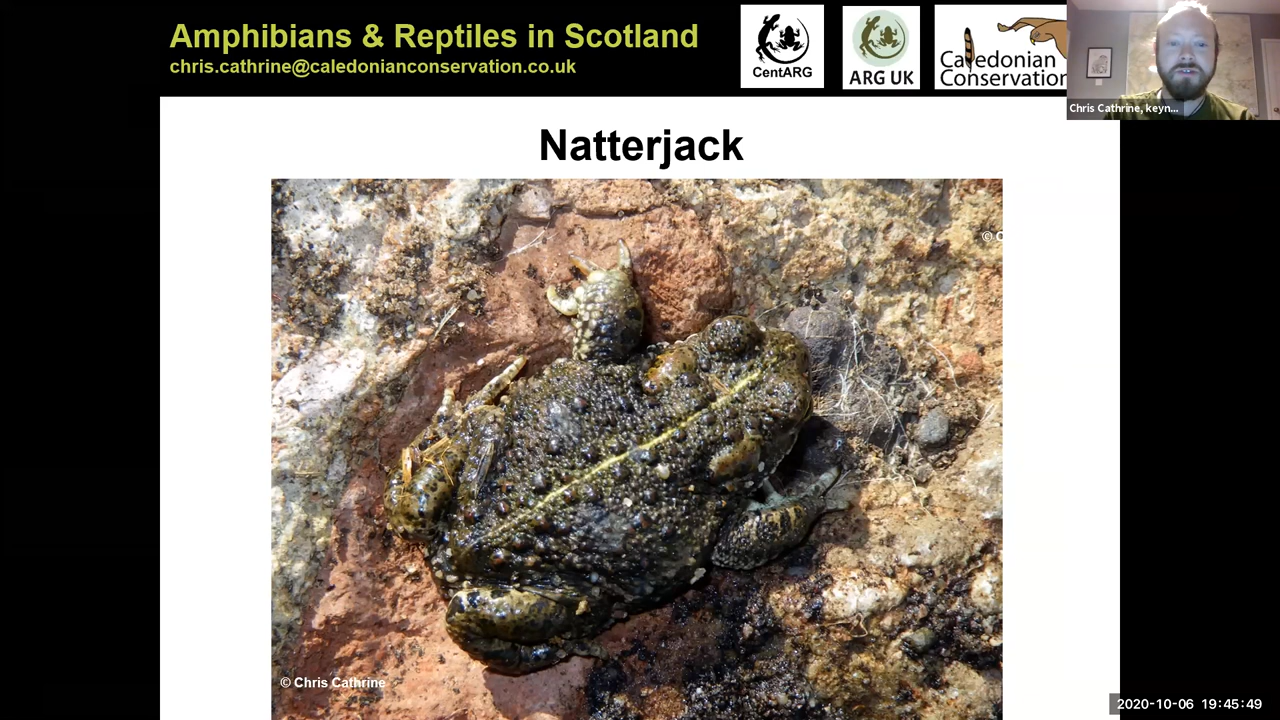 Amphibians & Reptiles in Scotland
chris.cathrine@caledonianconservation.co.uk
CentARG
ARG UK
Caledonian
Conservation
Chris Cathrine, keyn...
Natterjack
© C
© Chris Cathrine
2020-10-06 19:45:49